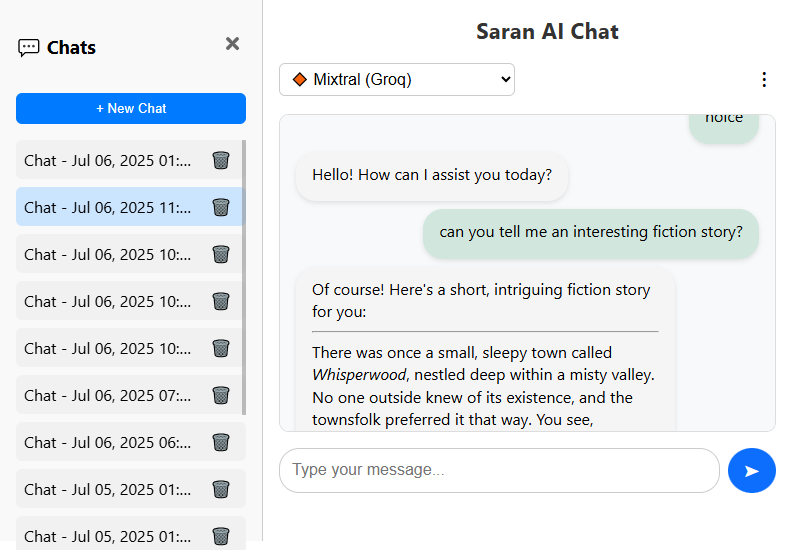 Chats
+ New Chat
Chat - Jul 06, 2025 01:...
Chat - Jul 06, 2025 11:...
Chat - Jul 06, 2025 10:...
Chat - Jul 06, 2025 10:...
Chat - Jul 06, 2025 10:...
Chat - Jul 06, 2025 07:...
Chat - Jul 06, 2025 06:...
Chat - Jul 05, 2025 01:...
Chat - Jul 05, 2025 01:...
Saran AI Chat
Mixtral (Groq)
noice
Hello! How can I assist you today?
can you tell me an interesting fiction story?
Of course! Here's a short, intriguing fiction story
for you:
There was once a small, sleepy town called
Whisperwood, nestled deep within a misty valley.
No one outside knew of its existence, and the
townsfolk preferred it that way. You see,
Type your message...